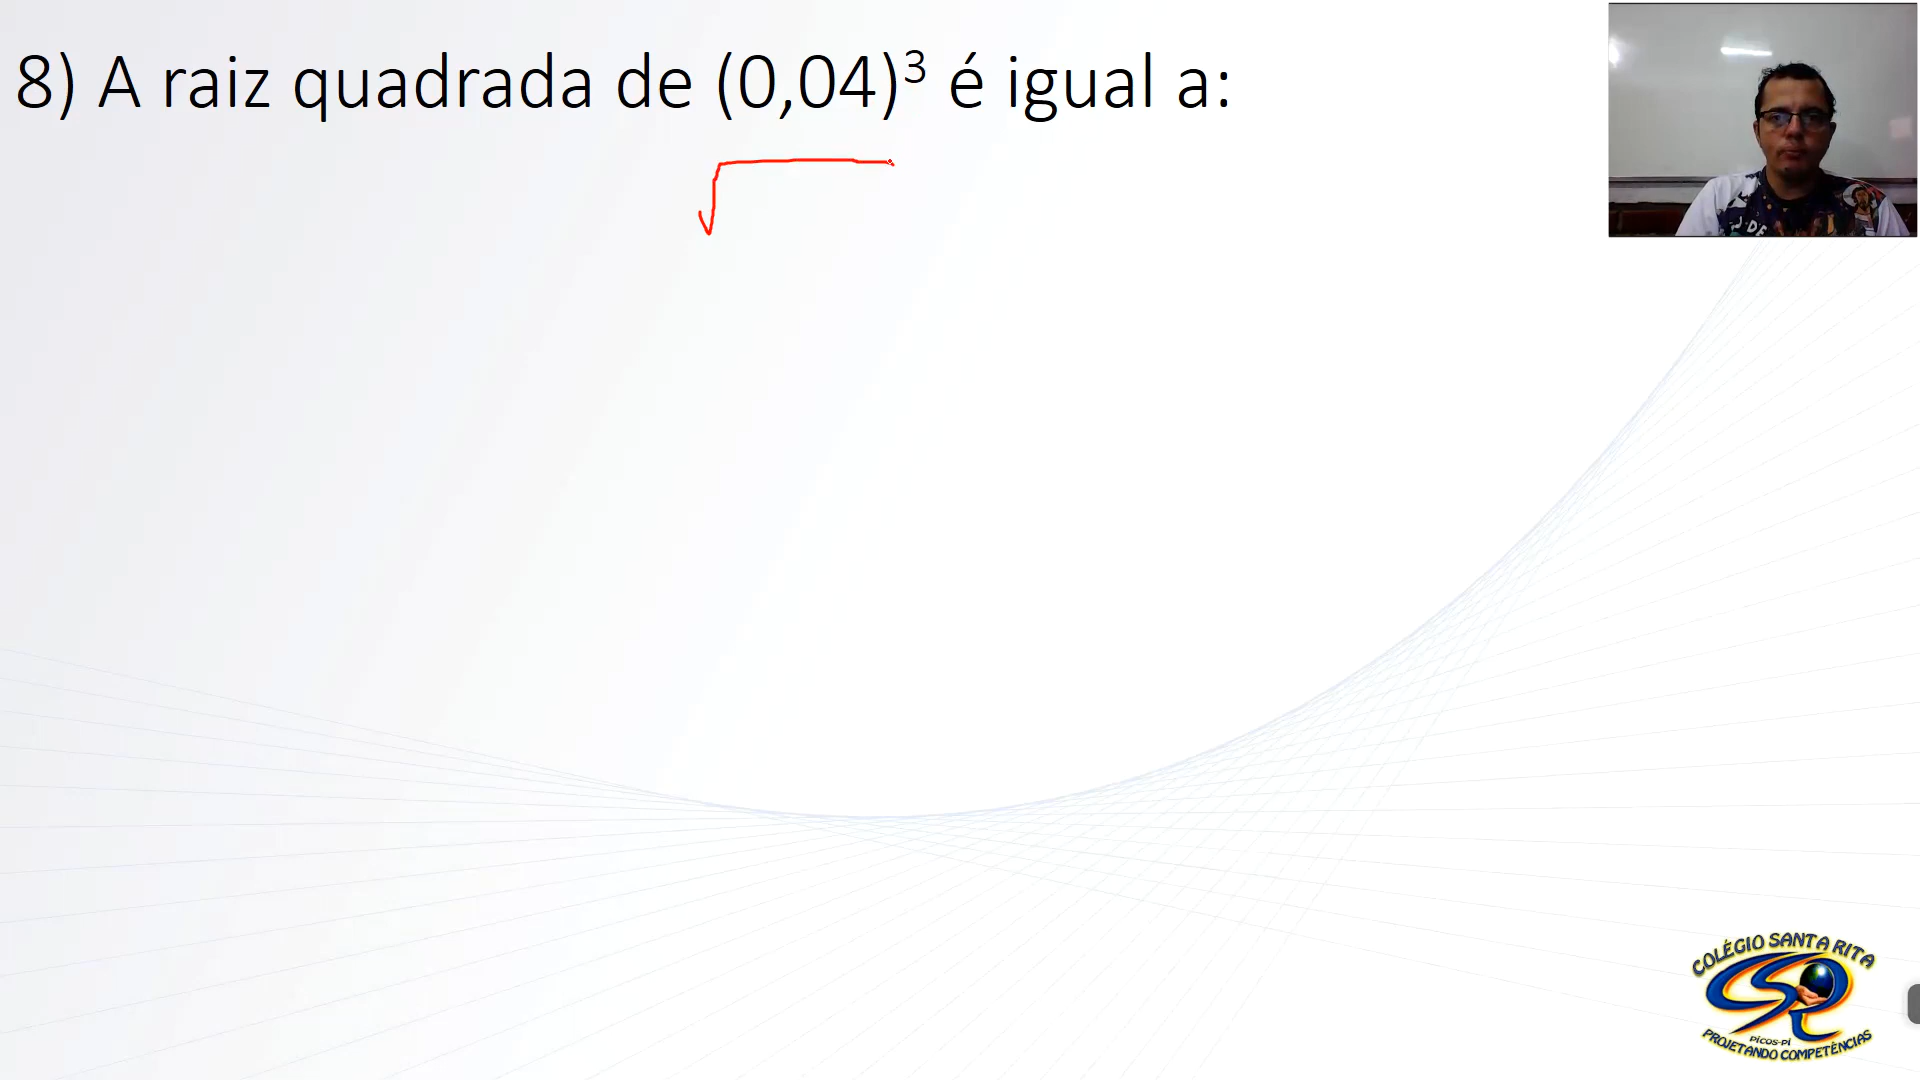 8) A raiz quadrada de (0,04)³ é igual a:
√
COLÉGIO SANTA RITA
PICOS-PI
PROJETANDO COMPETÊNCIAS